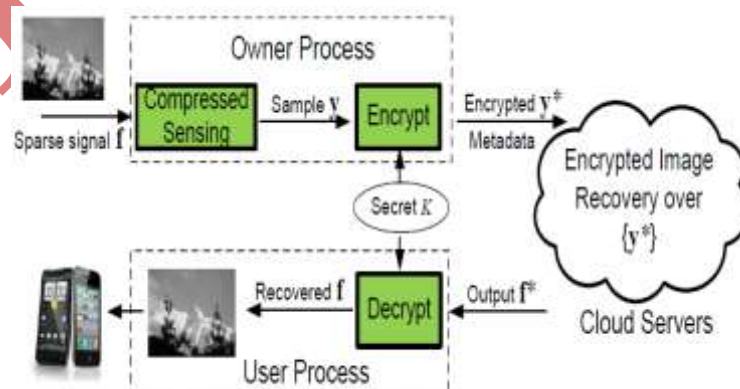 Owner Process
Compressed
Sensing
Sample y
Encrypt
Encrypted y*
Metadata
Sparse signal f
Encrypted Image
Recovery over
{y*}
Secret K
Recovered f
Decrypt
Output f*
Cloud Servers
User Process